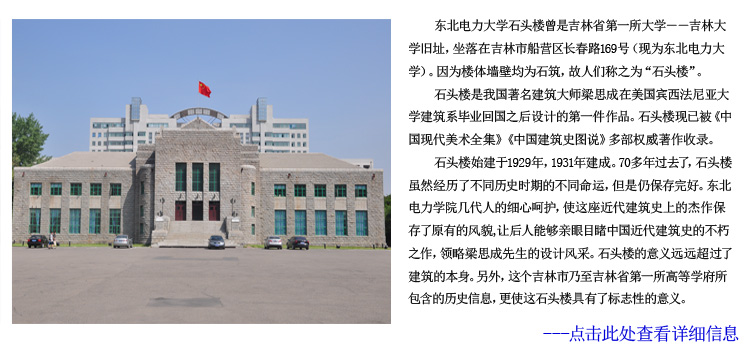 东北电力大学石头楼曾是吉林省第一所大学——吉林大
学旧址，坐落在吉林市船营区长春路169号（现为东北电力大
学）。因为楼体墙壁均为石筑，故人们称之为“石头楼”。
石头楼是我国著名建筑大师梁思成在美国宾西法尼亚大
学建筑系毕业回国之后设计的第一件作品。石头楼现已被《中
国现代美术全集》《中国建筑史图说》多部权威著作收录。
石头楼始建于1929年，1931年建成。70多年过去了，石头楼
虽然经历了不同历史时期的不同命运，但是仍保存完好。东北
电力学院几代人的细心呵护，使这座近代建筑史上的杰作保
存了原有的风貌,让后人能够亲眼目睹中国近代建筑史的不朽
之作，领略梁思成先生的设计风采。石头楼的意义远远超过了
建筑的本身。另外，这个吉林市乃至吉林省第一所高等学府所
包含的历史信息，更使这石头楼具有了标志性的意义。
---点击此处查看详细信息